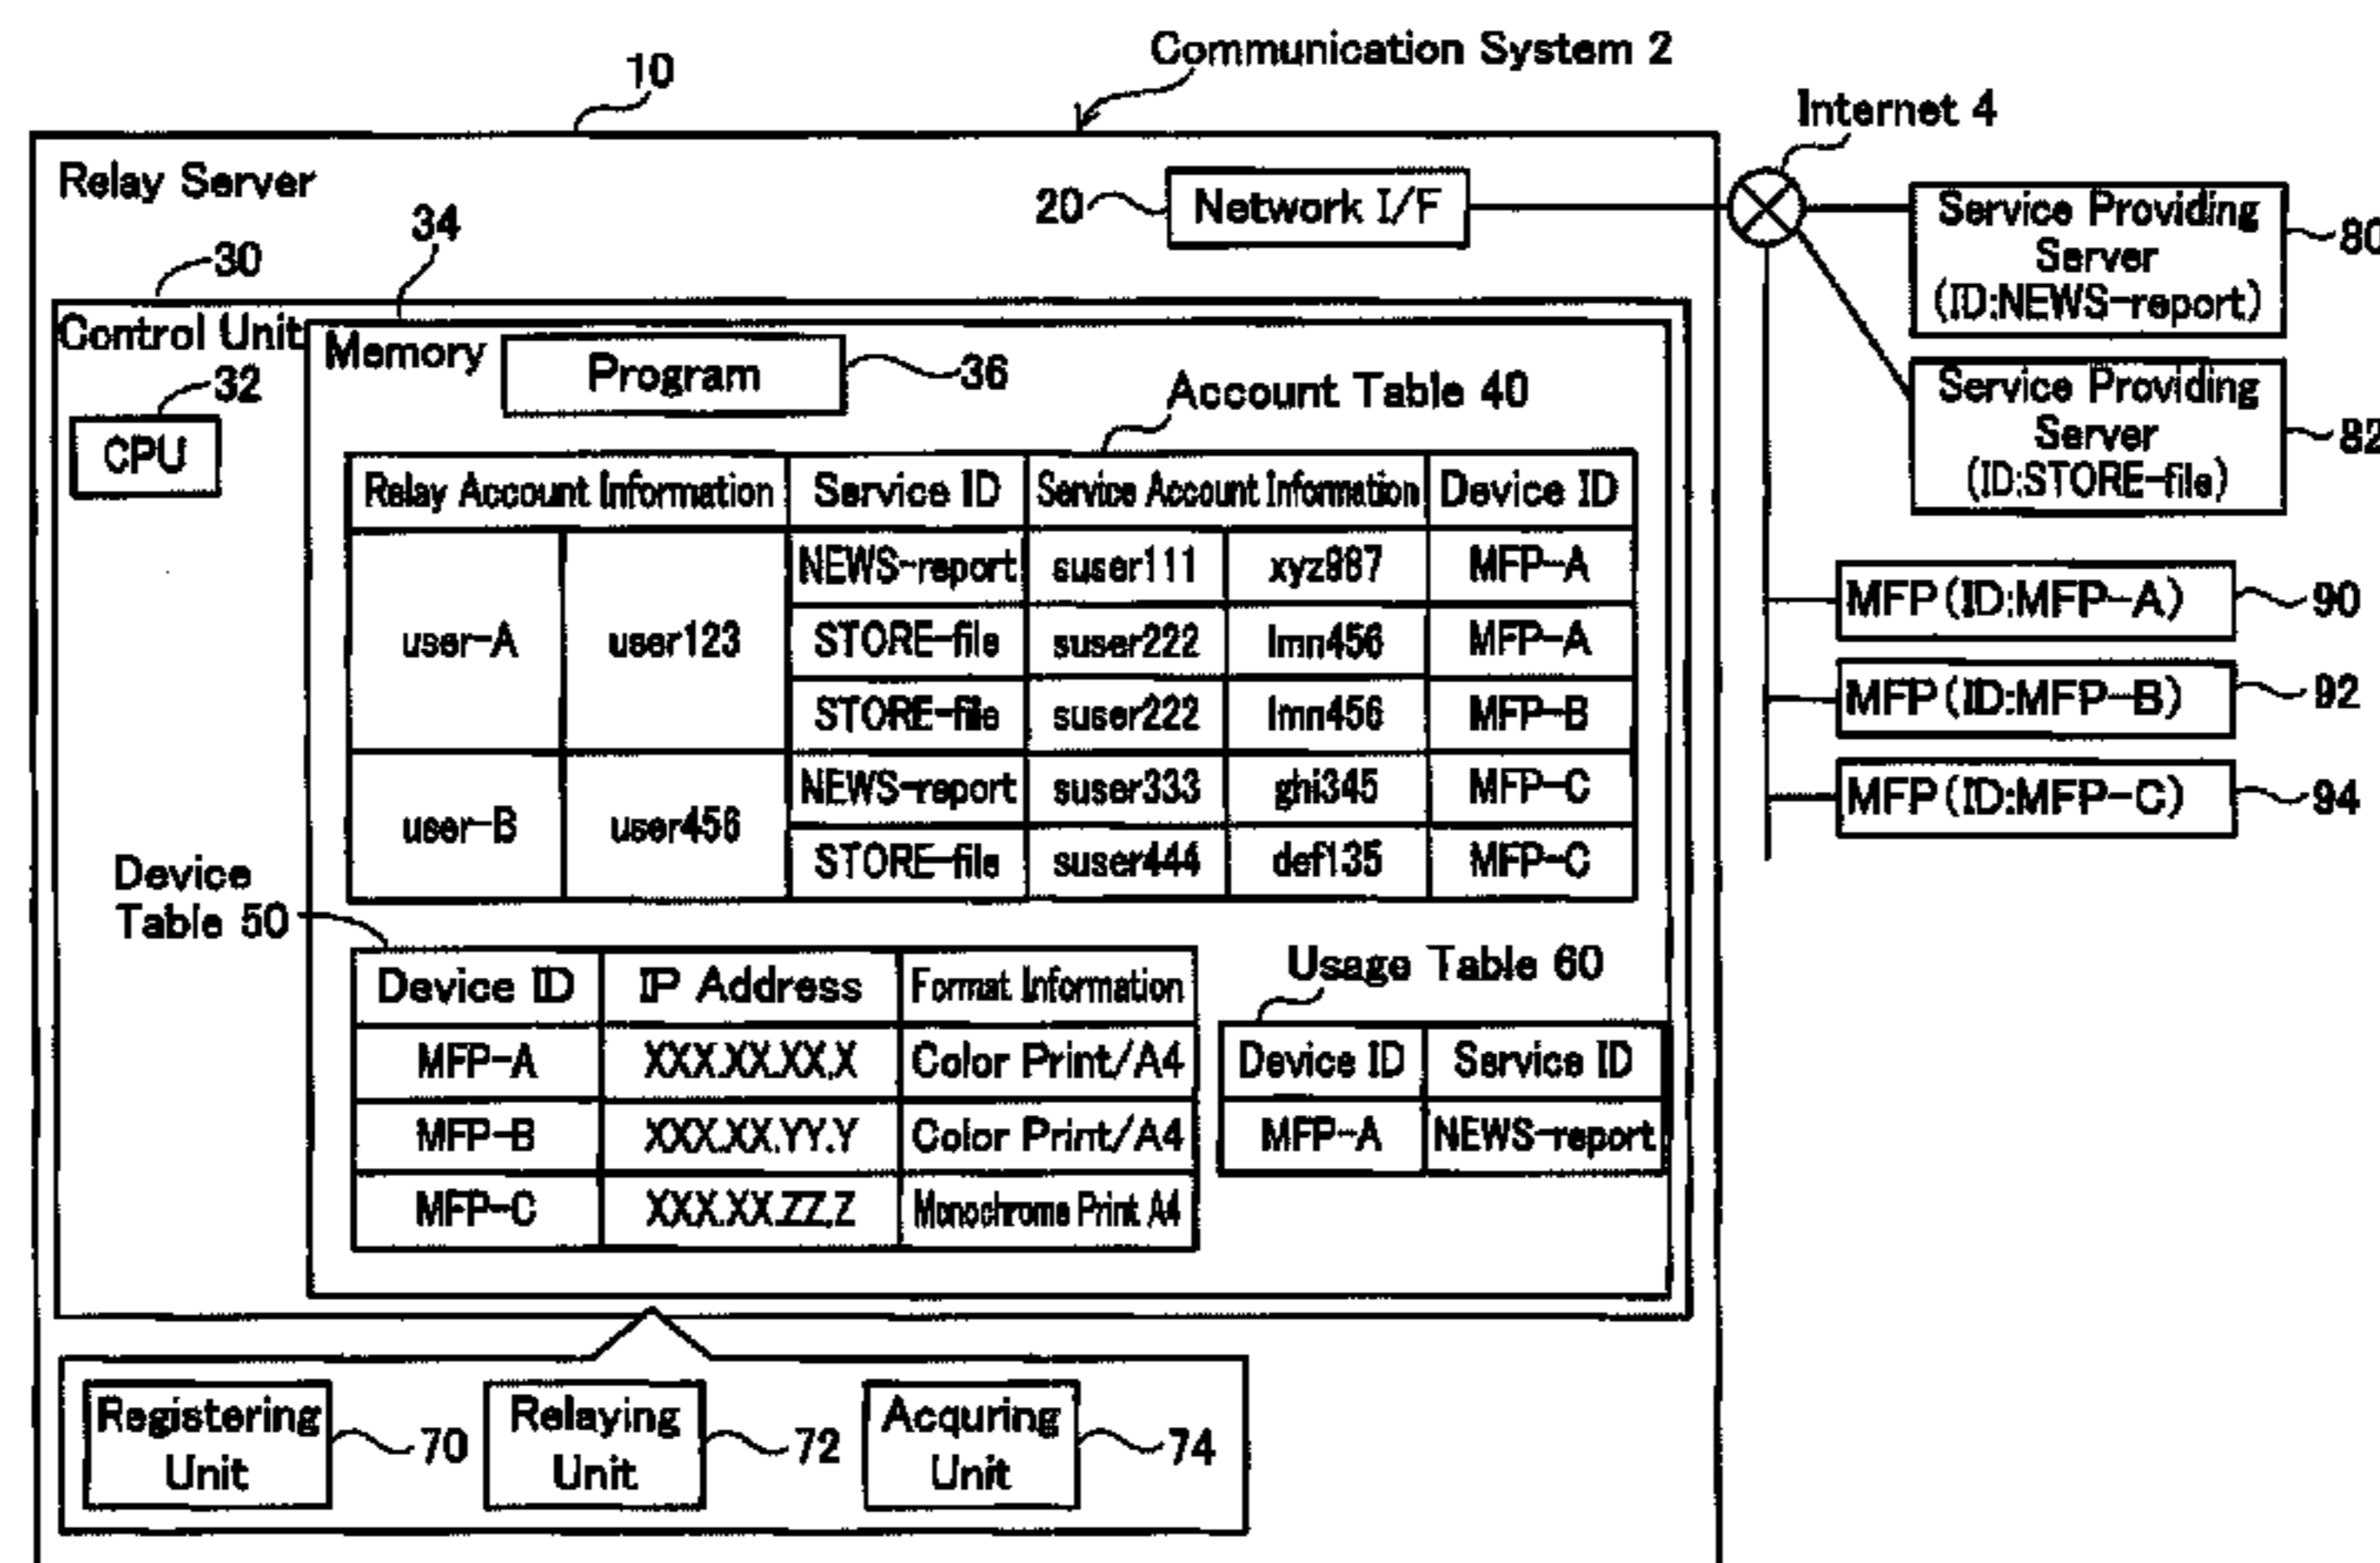 Communication System 2
10
Internet 4
Relay Server
20 Network I/F
Service Providing
Server
(ID:NEWS-report)
80
34
30
Control Unit
Memory
Program
36
Service Providing
Server
(ID:STORE-file)
82
32
CPU
Account Table 40
Relay Account Information Service ID Service Account Information Device ID
user-A user123 NEWS-report suser111 xyz987 MFP-A
STORE-file suser222 lmn456 MFP-A
STORE-file suser222 lmn456 MFP-B
user-B user456 NEWS-report suser333 ghi345 MFP-C
STORE-file suser444 def135 MFP-C
MFP(ID:MFP-A) 90
MFP(ID:MFP-B) 92
MFP(ID:MFP-C) 94
Device
Table 50
Device ID IP Address Format Information
MFP-A XXX.XX.XX.X Color Print/A4
MFP-B XXX.XX.YY.Y Color Print/A4
MFP-C XXX.XX.ZZ.Z Monochrome Print A4
Usage Table 60
Device ID Service ID
MFP-A NEWS-report
Registering
Unit
70
Relaying
Unit
72
Acquring
Unit
74